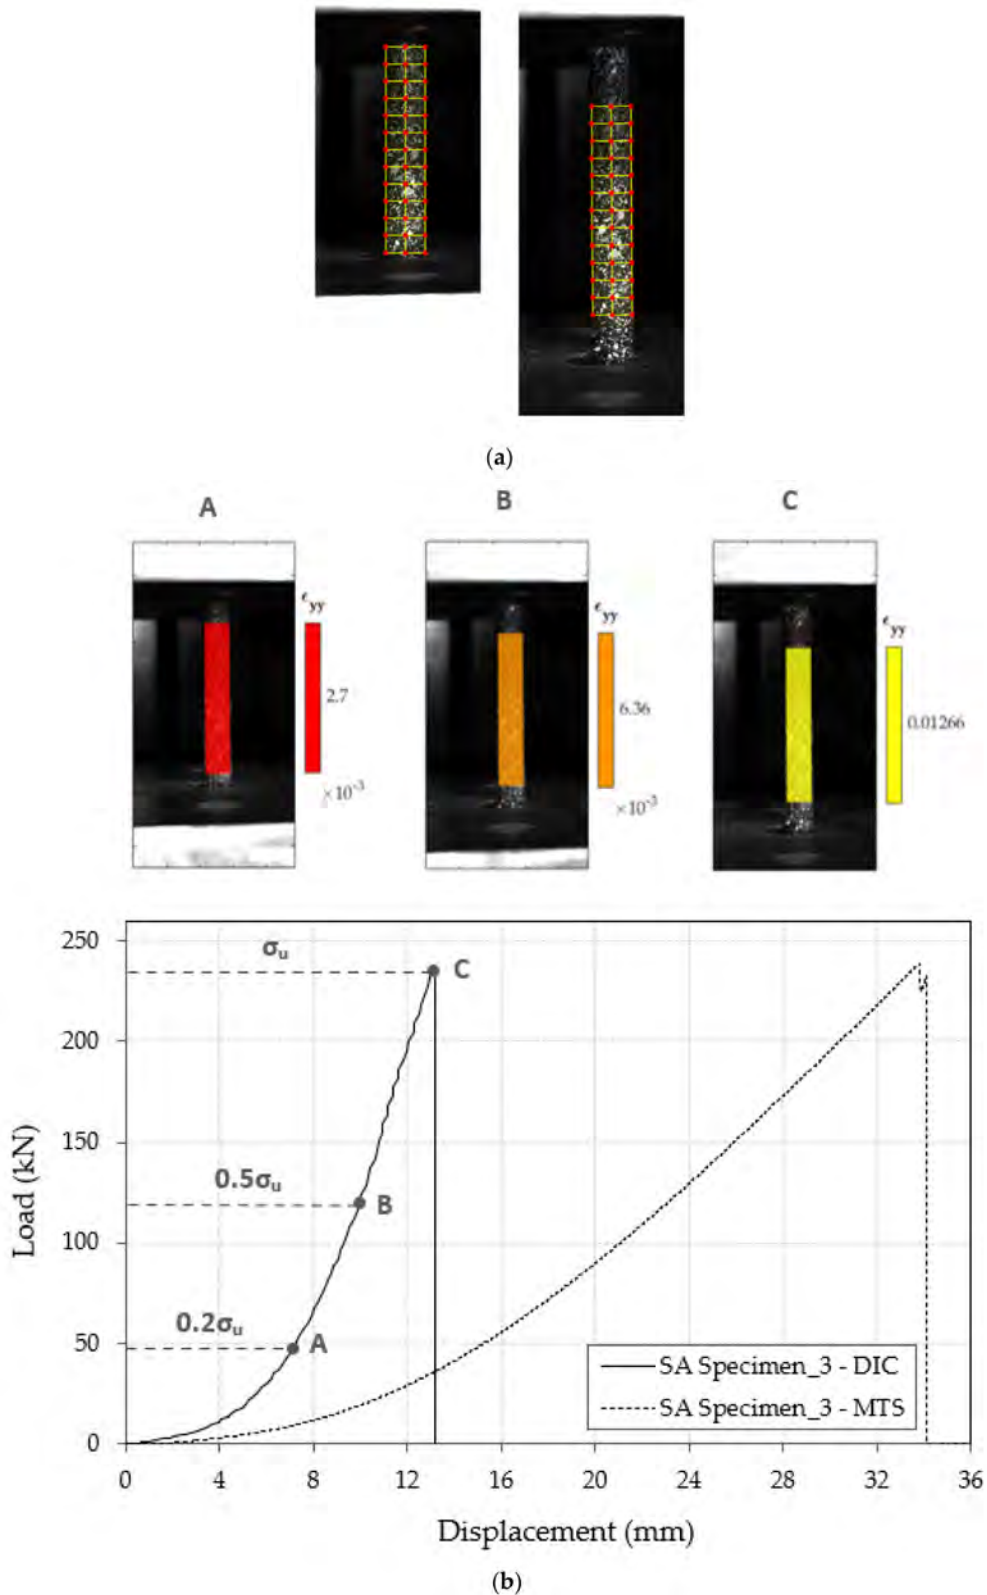 (a)
A B C
ϵyy ϵyy ϵyy
2.7 6.36 0.01266
×10⁻³ ×10⁻³
250
200
150
100
50
0
Load (kN)
σu
C
0.5σu
B
0.2σu
A
SA Specimen_3 - DIC
SA Specimen_3 - MTS
0 4 8 12 16 20 24 28 32 36
Displacement (mm)
(b)